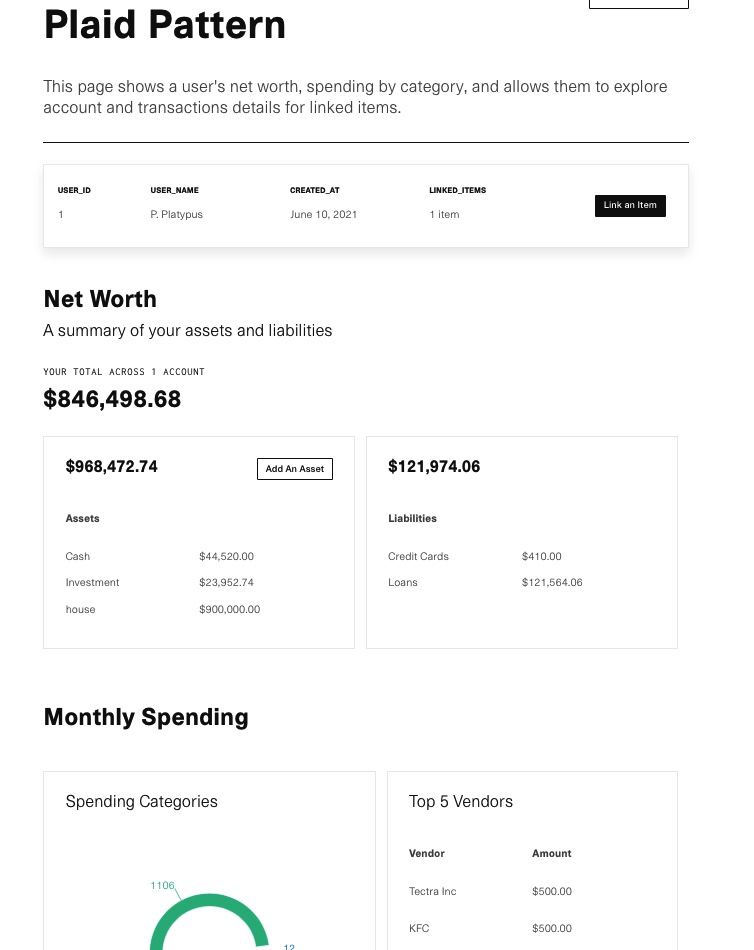 Plaid Pattern
This page shows a user's net worth, spending by category, and allows them to explore
account and transactions details for linked items.
USER_ID USER_NAME CREATED_AT LINKED_ITEMS
1 P. Platypus June 10, 2021 1 item
Link an Item
Net Worth
A summary of your assets and liabilities
YOUR TOTAL ACROSS 1 ACCOUNT
$846,498.68
$968,472.74
Add An Asset
Assets
Cash $44,520.00
Investment $23,952.74
house $900,000.00
$121,974.06
Liabilities
Credit Cards $410.00
Loans $121,564.06
Monthly Spending
Spending Categories
1106
12
Top 5 Vendors
Vendor Amount
Tectra Inc $500.00
KFC $500.00